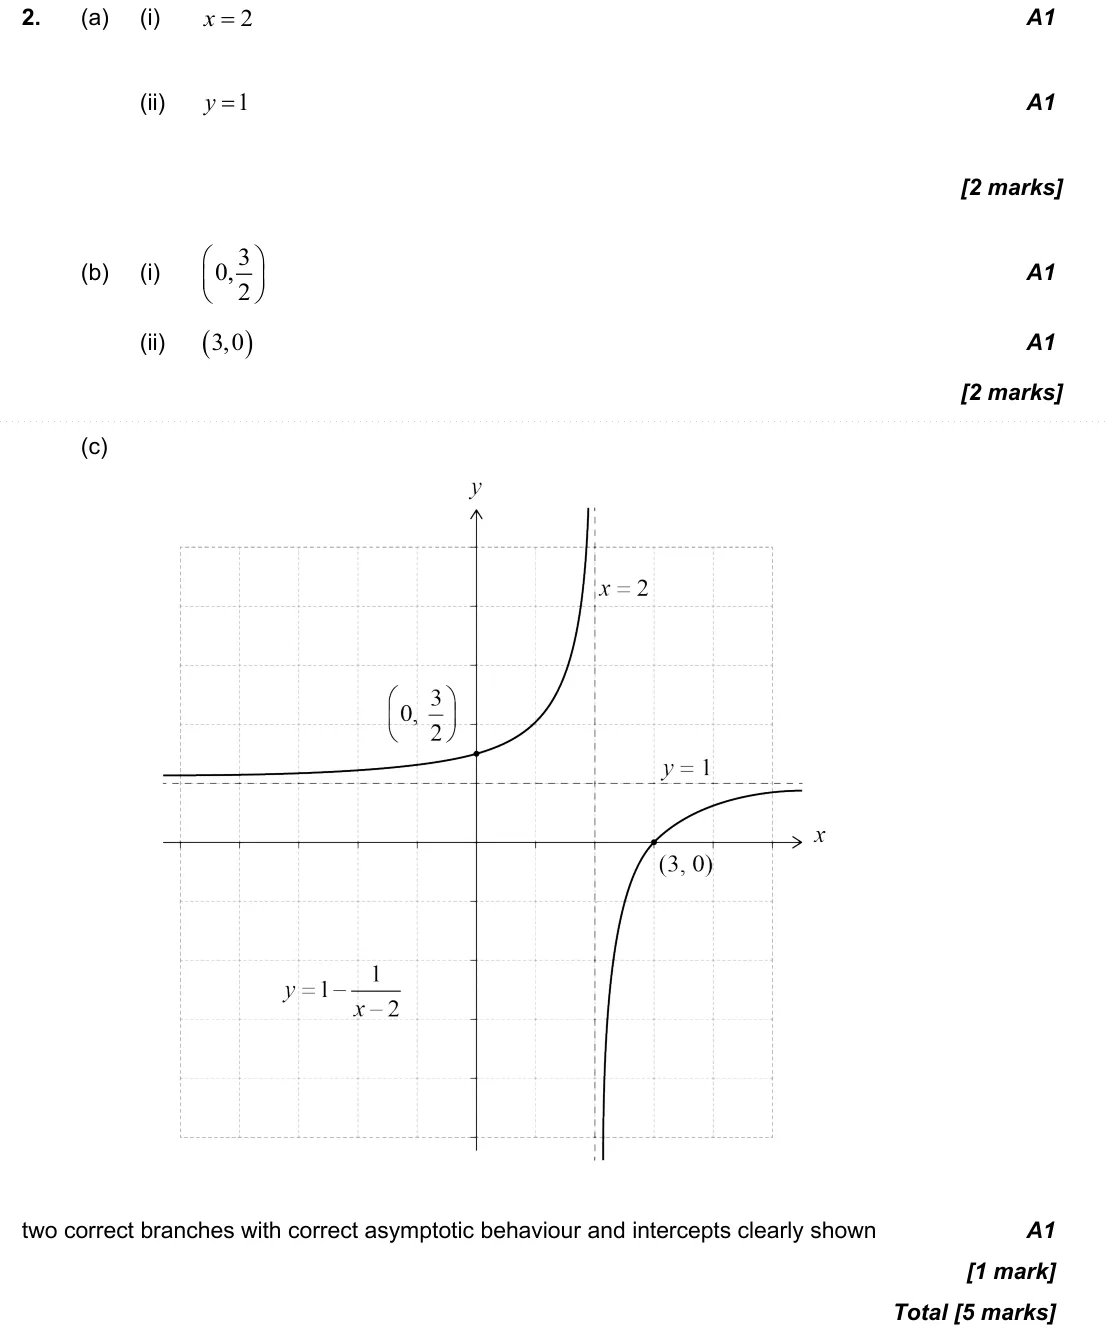 2. (a) (i) x = 2 A1
(ii) y = 1 A1
[2 marks]
(b) (i) (0, 3/2) A1
(ii) (3, 0) A1
[2 marks]
(c)
y
x = 2
(0, 3/2)
y = 1
x
(3, 0)
y = 1 − 1/(x − 2)
two correct branches with correct asymptotic behaviour and intercepts clearly shown A1
[1 mark]
Total [5 marks]